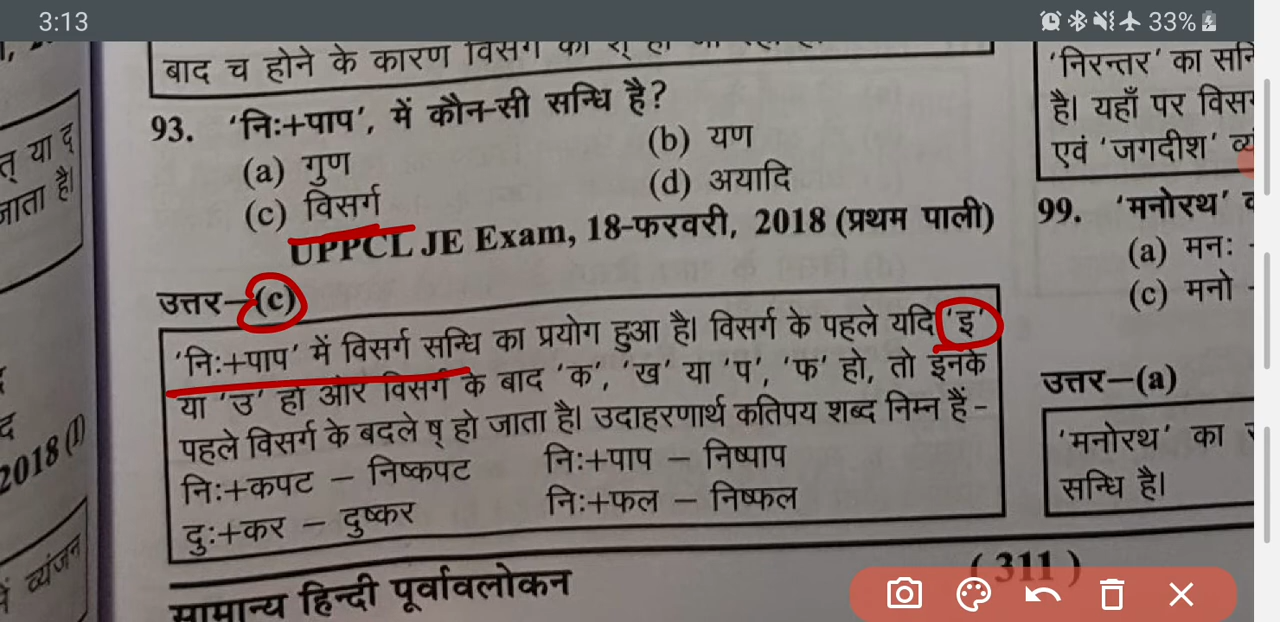 3:13
33%
बाद च होने के कारण विसर्ग का श् हो
93. 'नि:+पाप', में कौन-सी सन्धि है?
(a) गुण
(b) यण
(c) विसर्ग
(d) अयादि
UPPCL JE Exam, 18-फरवरी, 2018 (प्रथम पाली)
उत्तर–(c)
'नि:+पाप' में विसर्ग सन्धि का प्रयोग हुआ है। विसर्ग के पहले यदि 'इ'
या 'उ' हो और विसर्ग के बाद 'क', 'ख' या 'प', 'फ' हो, तो इनके
पहले विसर्ग के बदले ष् हो जाता है। उदाहरणार्थ कतिपय शब्द निम्न हैं -
नि:+कपट – निष्कपट
नि:+पाप – निष्पाप
दु:+कर – दुष्कर
नि:+फल – निष्फल
सामान्य हिन्दी पूर्वावलोकन
( 311 )
त् या द्
जाता है।
2018 (I)
में व्यंजन
'निरन्तर' का
है। यहाँ पर
एवं 'जगदीश'
99. 'मनोरथ'
(a) मन:
(c) मनो
उत्तर–(a)
'मनोरथ' का
सन्धि है।